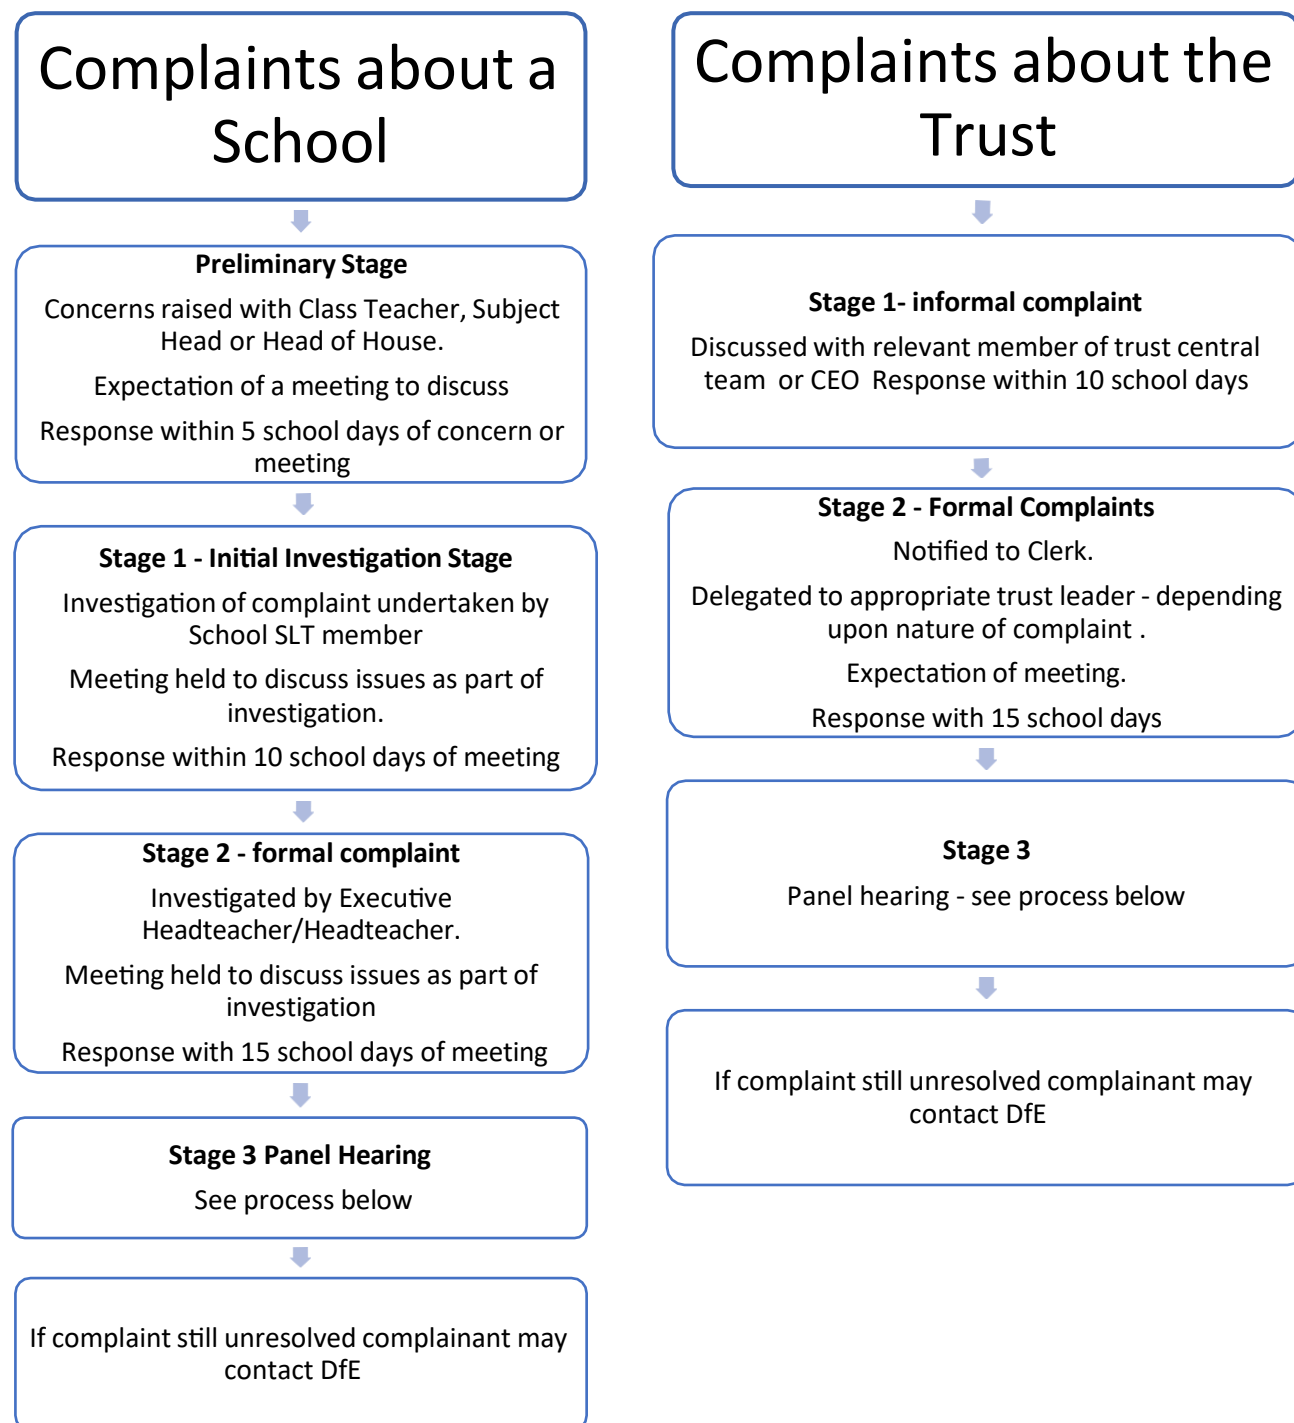 Complaints about a
School
Preliminary Stage
Concerns raised with Class Teacher, Subject
Head or Head of House.
Expectation of a meeting to discuss
Response within 5 school days of concern or
meeting
Stage 1 - Initial Investigation Stage
Investigation of complaint undertaken by
School SLT member
Meeting held to discuss issues as part of
investigation.
Response within 10 school days of meeting
Stage 2 - formal complaint
Investigated by Executive
Headteacher/Headteacher.
Meeting held to discuss issues as part of
investigation
Response with 15 school days of meeting
Stage 3 Panel Hearing
See process below
If complaint still unresolved complainant may
contact DfE
Complaints about the
Trust
Stage 1- informal complaint
Discussed with relevant member of trust central
team  or CEO  Response within 10 school days
Stage 2 - Formal Complaints
Notified to Clerk.
Delegated to appropriate trust leader - depending
upon nature of complaint .
Expectation of meeting.
Response with 15 school days
Stage 3
Panel hearing - see process below
If complaint still unresolved complainant may
contact DfE